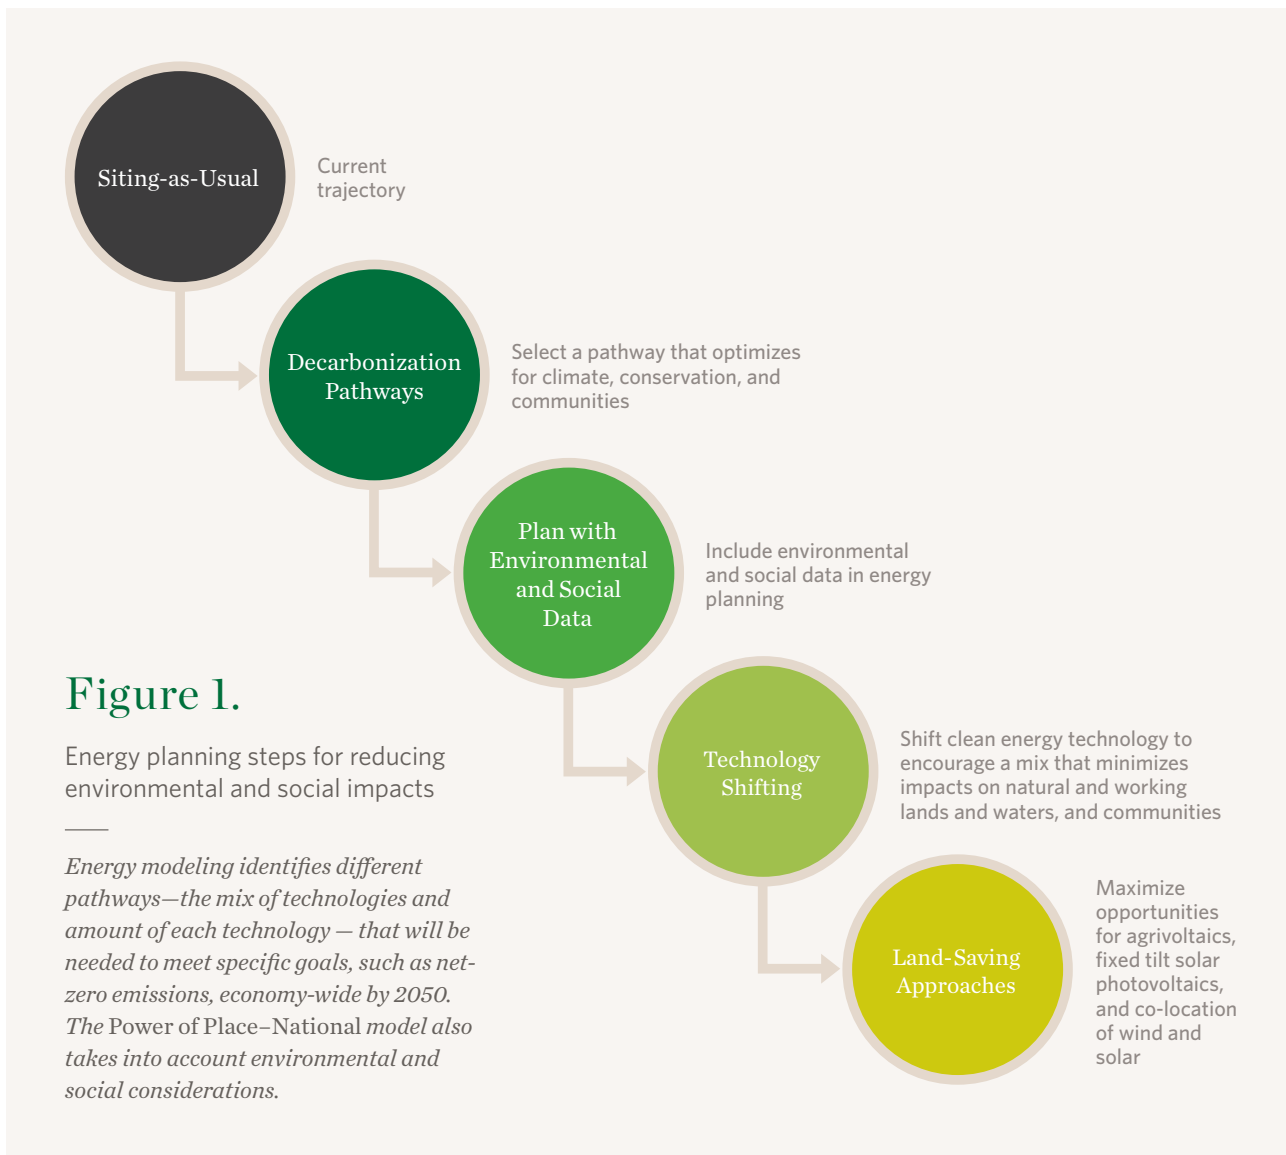 Siting-as-Usual
Current
trajectory
Decarbonization
Pathways
Select a pathway that optimizes
for climate, conservation, and
communities
Plan with
Environmental
and Social
Data
Include environmental
and social data in energy
planning
Technology
Shifting
Shift clean energy technology to
encourage a mix that minimizes
impacts on natural and working
lands and waters, and communities
Land-Saving
Approaches
Maximize
opportunities
for agrivoltaics,
fixed tilt solar
photovoltaics,
and co-location
of wind and
solar
Figure 1.
Energy planning steps for reducing
environmental and social impacts
Energy modeling identifies different
pathways—the mix of technologies and
amount of each technology — that will be
needed to meet specific goals, such as net-
zero emissions, economy-wide by 2050.
The Power of Place–National model also
takes into account environmental and
social considerations.